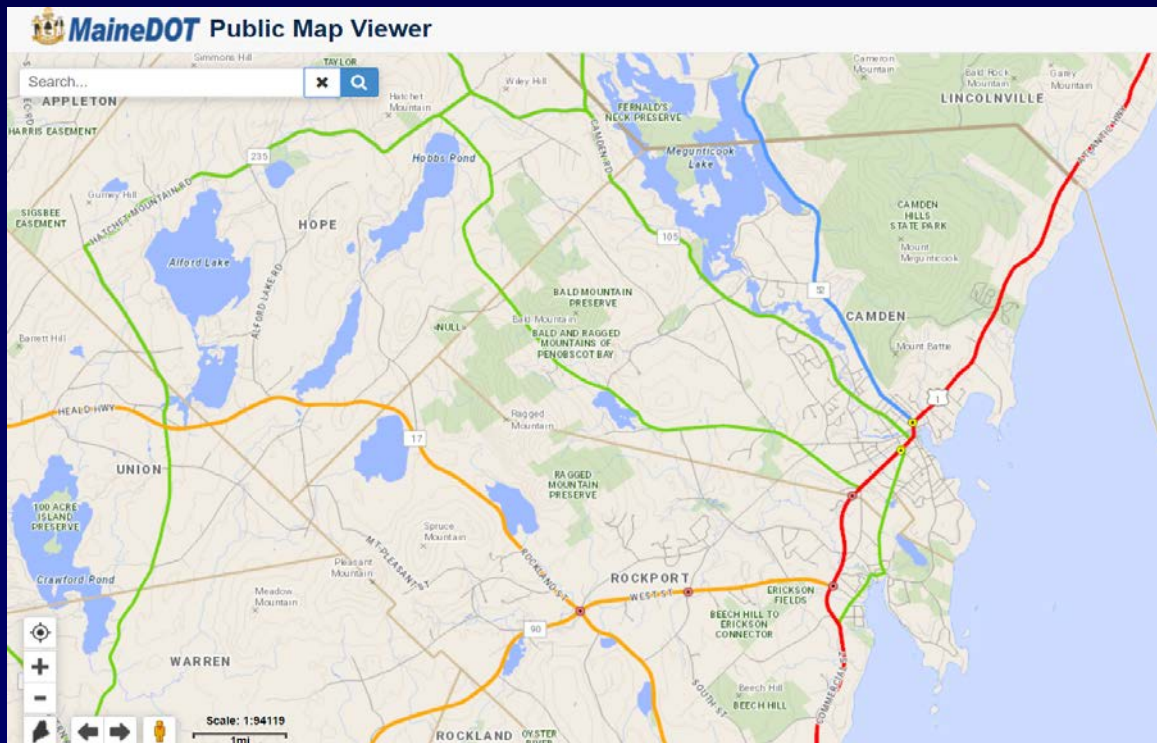 MaineDOT Public Map Viewer
Simmons Hill
TAYLOR
Search...
APPLETON
HARRIS EASEMENT
Hatchet
Mountain
Wiley Hill
FERNALD'S
NECK PRESERVE
Cameron
Mountain
Bald Rock
Mountain
Garey
Mountain
LINCOLNVILLE
ATLANTIC HWY
235
Hobbs Pond
CAMDEN RD
Megunticook
Lake
Gurney Hill
HATCHET MOUNTAIN RD
SIGSBEE
EASEMENT
HOPE
CAMDEN
HILLS
STATE PARK
Mount
Megunticook
105
Alford Lake
ALFORD LAKE RD
52
BALD MOUNTAIN
PRESERVE
Bald Mountain
<NULL>
BALD AND RAGGED
MOUNTAINS OF
PENOBSCOT BAY
CAMDEN
Barrett Hill
Mount Battie
1
HEALD HWY
Ragged
Mountain
17
UNION
RAGGED
MOUNTAIN
PRESERVE
100 ACRE
ISLAND
PRESERVE
Spruce
Mountain
MT-PLEASANT
ROCKLAND ST
Pleasant
Mountain
Crawford Pond
Meadow
Mountain
ROCKPORT
WEST ST
ERICKSON
FIELDS
BEECH HILL TO
ERICKSON
CONNECTOR
90
WARREN
SOUTH ST
Beech Hill
BEECH HILL
COMMERCIAL ST
Scale: 1:94119
1mi
ROCKLAND
OYSTER
RIVER